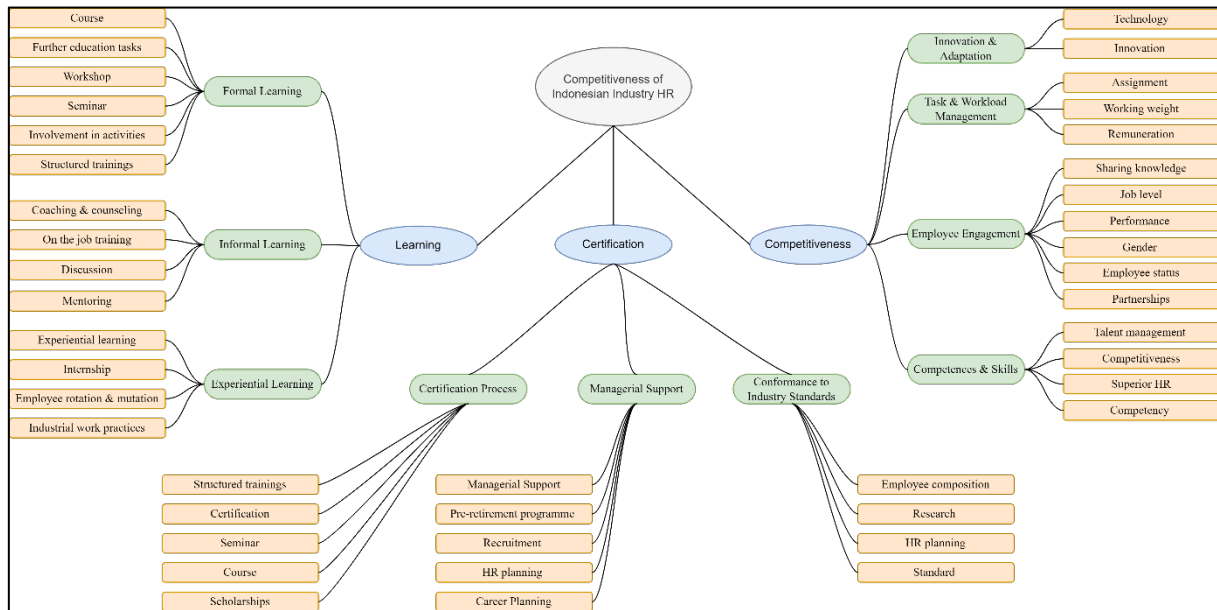 Competitiveness of
Indonesian Industry HR
Learning
Certification
Competitiveness
Formal Learning
Course
Further education tasks
Workshop
Seminar
Involvement in activities
Structured trainings
Informal Learning
Coaching & counseling
On the job training
Discussion
Mentoring
Experiential Learning
Experiential learning
Internship
Employee rotation & mutation
Industrial work practices
Certification Process
Structured trainings
Certification
Seminar
Course
Scholarships
Managerial Support
Managerial Support
Pre-retirement programme
Recruitment
HR planning
Career Planning
Conformance to
Industry Standards
Employee composition
Research
HR planning
Standard
Innovation &
Adaptation
Technology
Innovation
Task & Workload
Management
Assignment
Working weight
Remuneration
Employee Engagement
Sharing knowledge
Job level
Performance
Gender
Employee status
Partnerships
Competences & Skills
Talent management
Competitiveness
Superior HR
Competency